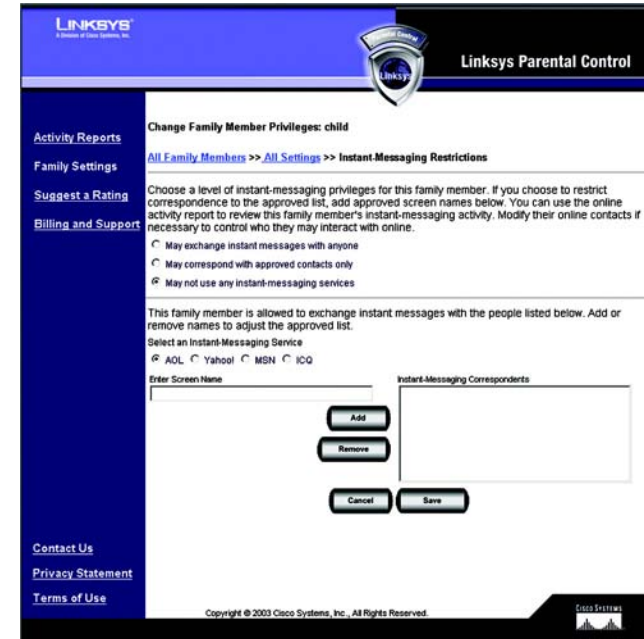 LINKSYS®
A Division of Cisco Systems, Inc.
Parental Control
Linksys
Linksys Parental Control
Activity Reports
Family Settings
Suggest a Rating
Billing and Support
Change Family Member Privileges: child
All Family Members >> All Settings >> Instant-Messaging Restrictions
Choose a level of instant-messaging privileges for this family member. If you choose to restrict
correspondence to the approved list, add approved screen names below. You can use the online
activity report to review this family member's instant-messaging activity. Modify their online contacts if
necessary to control who they may interact with online.
May exchange instant messages with anyone
May correspond with approved contacts only
May not use any instant-messaging services
This family member is allowed to exchange instant messages with the people listed below. Add or
remove names to adjust the approved list.
Select an Instant-Messaging Service
AOL Yahoo! MSN ICQ
Enter Screen Name
Instant-Messaging Correspondents
Add
Remove
Cancel Save
Contact Us
Privacy Statement
Terms of Use
Copyright © 2003 Cisco Systems, Inc., All Rights Reserved.
CISCO SYSTEMS